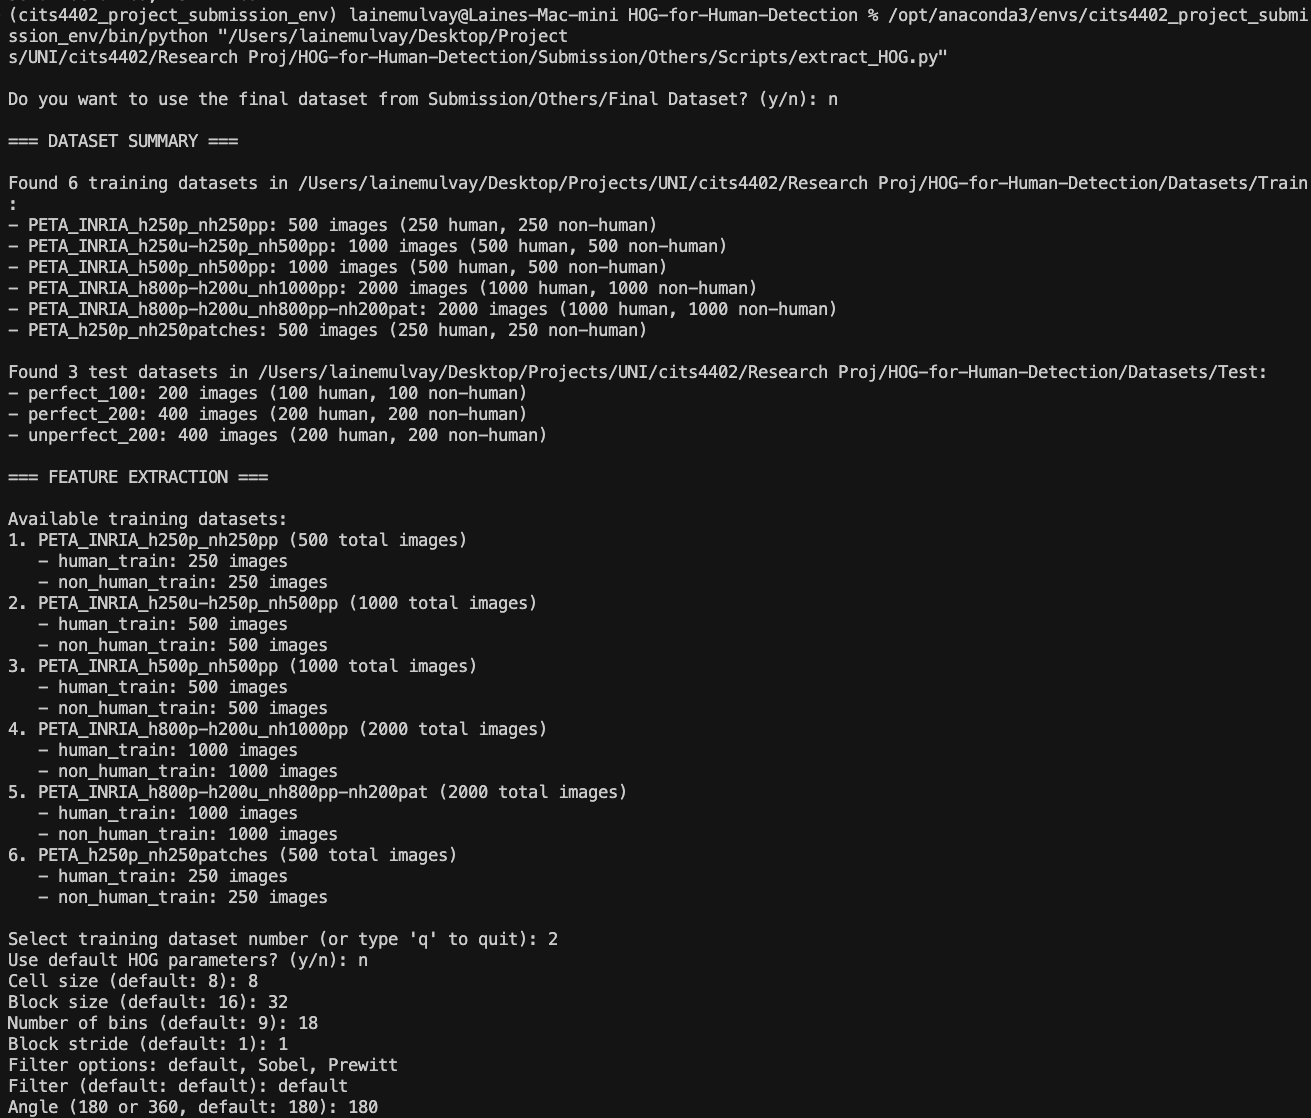 (cits4402_project_submission_env) lainemulvay@Laines-Mac-mini HOG-for-Human-Detection % /opt/anaconda3/envs/cits4402_project_submi
ssion_env/bin/python "/Users/lainemulvay/Desktop/Project
s/UNI/cits4402/Research Proj/HOG-for-Human-Detection/Submission/Others/Scripts/extract_HOG.py"
Do you want to use the final dataset from Submission/Others/Final Dataset? (y/n): n
=== DATASET SUMMARY ===
Found 6 training datasets in /Users/lainemulvay/Desktop/Projects/UNI/cits4402/Research Proj/HOG-for-Human-Detection/Datasets/Train
:
- PETA_INRIA_h250p_nh250pp: 500 images (250 human, 250 non-human)
- PETA_INRIA_h250u-h250p_nh500pp: 1000 images (500 human, 500 non-human)
- PETA_INRIA_h500p_nh500pp: 1000 images (500 human, 500 non-human)
- PETA_INRIA_h800p-h200u_nh1000pp: 2000 images (1000 human, 1000 non-human)
- PETA_INRIA_h800p-h200u_nh800pp-nh200pat: 2000 images (1000 human, 1000 non-human)
- PETA_h250p_nh250patches: 500 images (250 human, 250 non-human)
Found 3 test datasets in /Users/lainemulvay/Desktop/Projects/UNI/cits4402/Research Proj/HOG-for-Human-Detection/Datasets/Test:
- perfect_100: 200 images (100 human, 100 non-human)
- perfect_200: 400 images (200 human, 200 non-human)
- unperfect_200: 400 images (200 human, 200 non-human)
=== FEATURE EXTRACTION ===
Available training datasets:
1. PETA_INRIA_h250p_nh250pp (500 total images)
   - human_train: 250 images
   - non_human_train: 250 images
2. PETA_INRIA_h250u-h250p_nh500pp (1000 total images)
   - human_train: 500 images
   - non_human_train: 500 images
3. PETA_INRIA_h500p_nh500pp (1000 total images)
   - human_train: 500 images
   - non_human_train: 500 images
4. PETA_INRIA_h800p-h200u_nh1000pp (2000 total images)
   - human_train: 1000 images
   - non_human_train: 1000 images
5. PETA_INRIA_h800p-h200u_nh800pp-nh200pat (2000 total images)
   - human_train: 1000 images
   - non_human_train: 1000 images
6. PETA_h250p_nh250patches (500 total images)
   - human_train: 250 images
   - non_human_train: 250 images
Select training dataset number (or type 'q' to quit): 2
Use default HOG parameters? (y/n): n
Cell size (default: 8): 8
Block size (default: 16): 32
Number of bins (default: 9): 18
Block stride (default: 1): 1
Filter options: default, Sobel, Prewitt
Filter (default: default): default
Angle (180 or 360, default: 180): 180